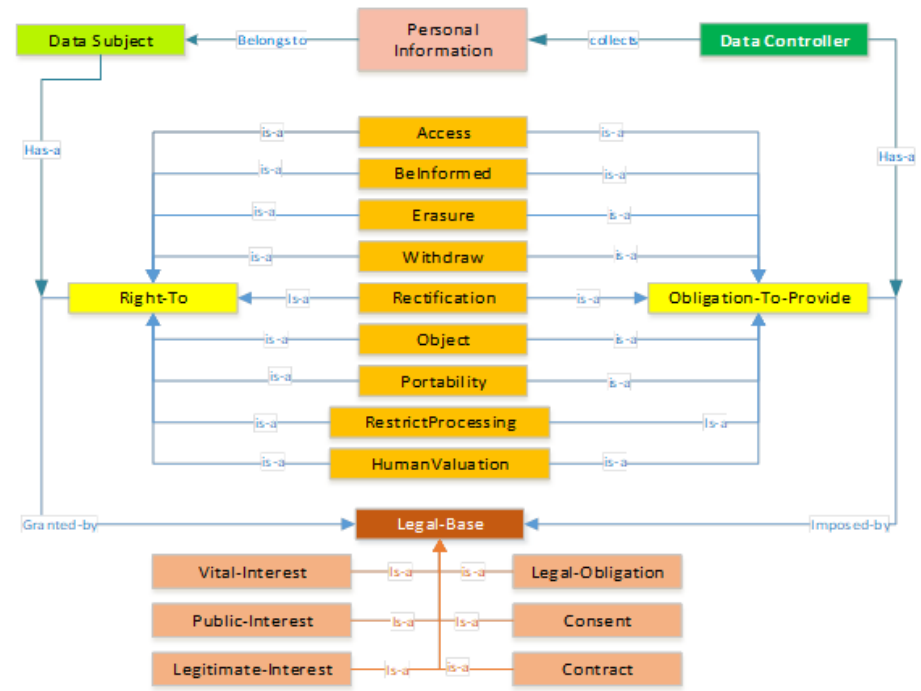 Data Subject
Belongsto
Personal
Information
collects
Data Controller
Has-a
Has-a
is-a
Access
is-a
is-a
BeInformed
is-a
is-a
Erasure
is-a
is-a
Withdraw
is-a
Right-To
Is-a
Rectification
is-a
Obligation-To-Provide
is-a
Object
is-a
is-a
Portability
is-a
is-a
RestrictProcessing
Is-a
is-a
HumanValuation
is-a
Granted-by
Legal-Base
Imposed-by
Vital-Interest
Is-a
is-a
Legal-Obligation
Public-Interest
Is-a
Is-a
Consent
Legitimate-Interest
Is-a
is-a
Contract